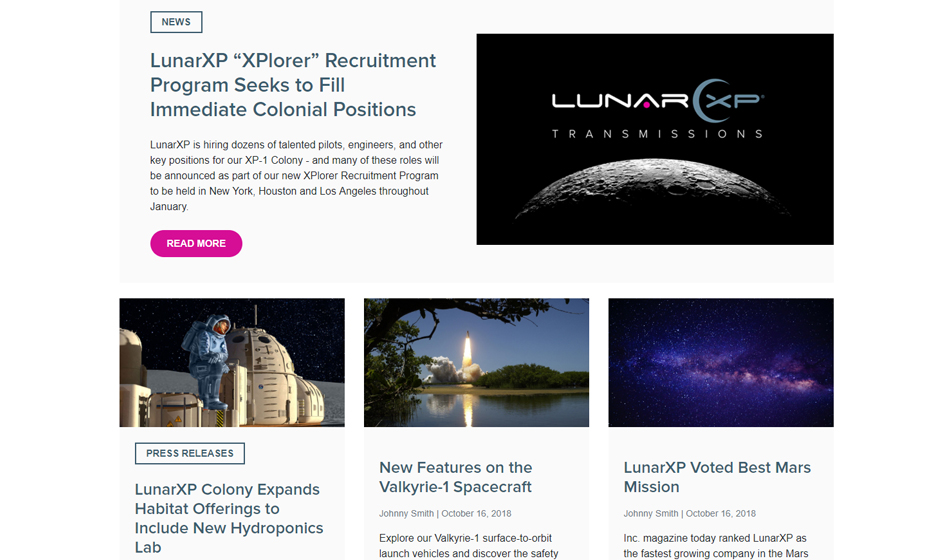 NEWS
LunarXP “XPlorer” Recruitment
Program Seeks to Fill
Immediate Colonial Positions
LunarXP is hiring dozens of talented pilots, engineers, and other
key positions for our XP-1 Colony - and many of these roles will
be announced as part of our new XPlorer Recruitment Program
to be held in New York, Houston and Los Angeles throughout
January.
READ MORE
LUNAR XP
TRANSMISSIONS
PRESS RELEASES
LunarXP Colony Expands
Habitat Offerings to
Include New Hydroponics
Lab
New Features on the
Valkyrie-1 Spacecraft
Johnny Smith | October 16, 2018
Explore our Valkyrie-1 surface-to-orbit
launch vehicles and discover the safety
LunarXP Voted Best Mars
Mission
Johnny Smith | October 16, 2018
Inc. magazine today ranked LunarXP as
the fastest growing company in the Mars